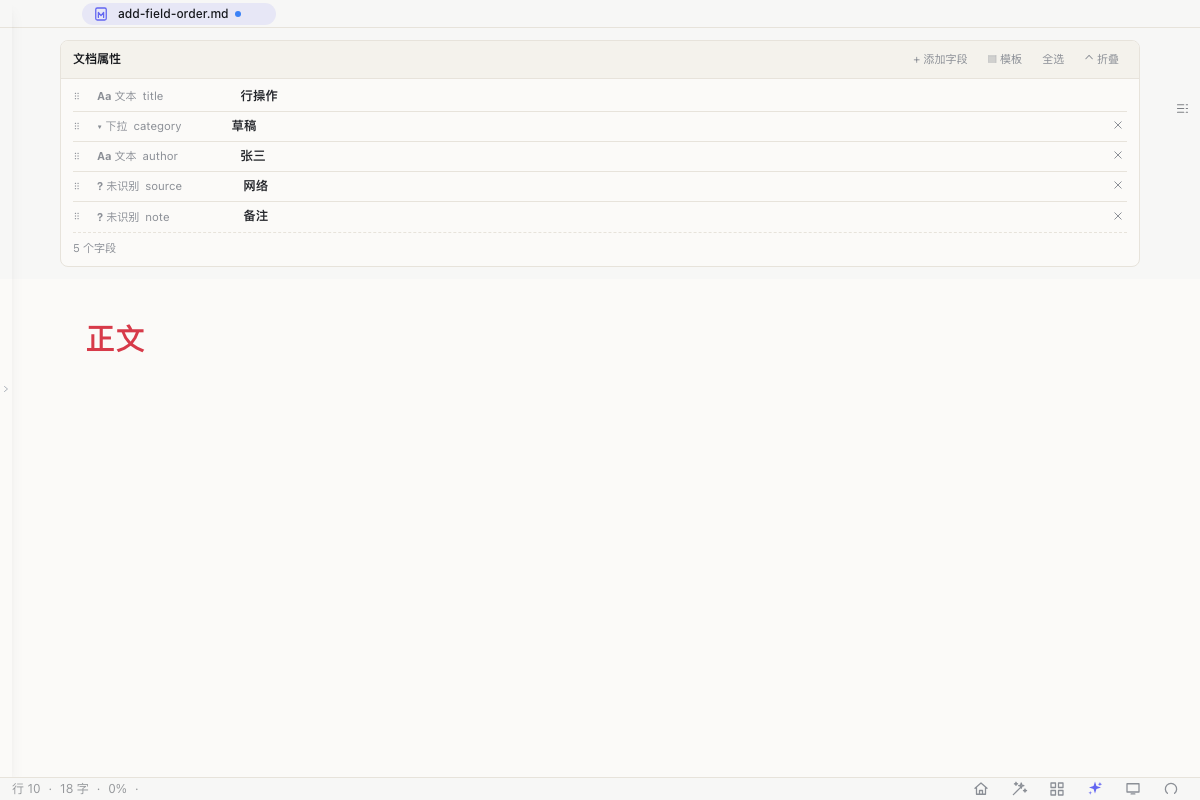 add-field-order.md
文档属性 + 添加字段 模板 全选 折叠
Aa 文本 title 行操作
下拉 category 草稿
Aa 文本 author 张三
? 未识别 source 网络
? 未识别 note 备注
5 个字段
正文
行 10 · 18 字 · 0% ·